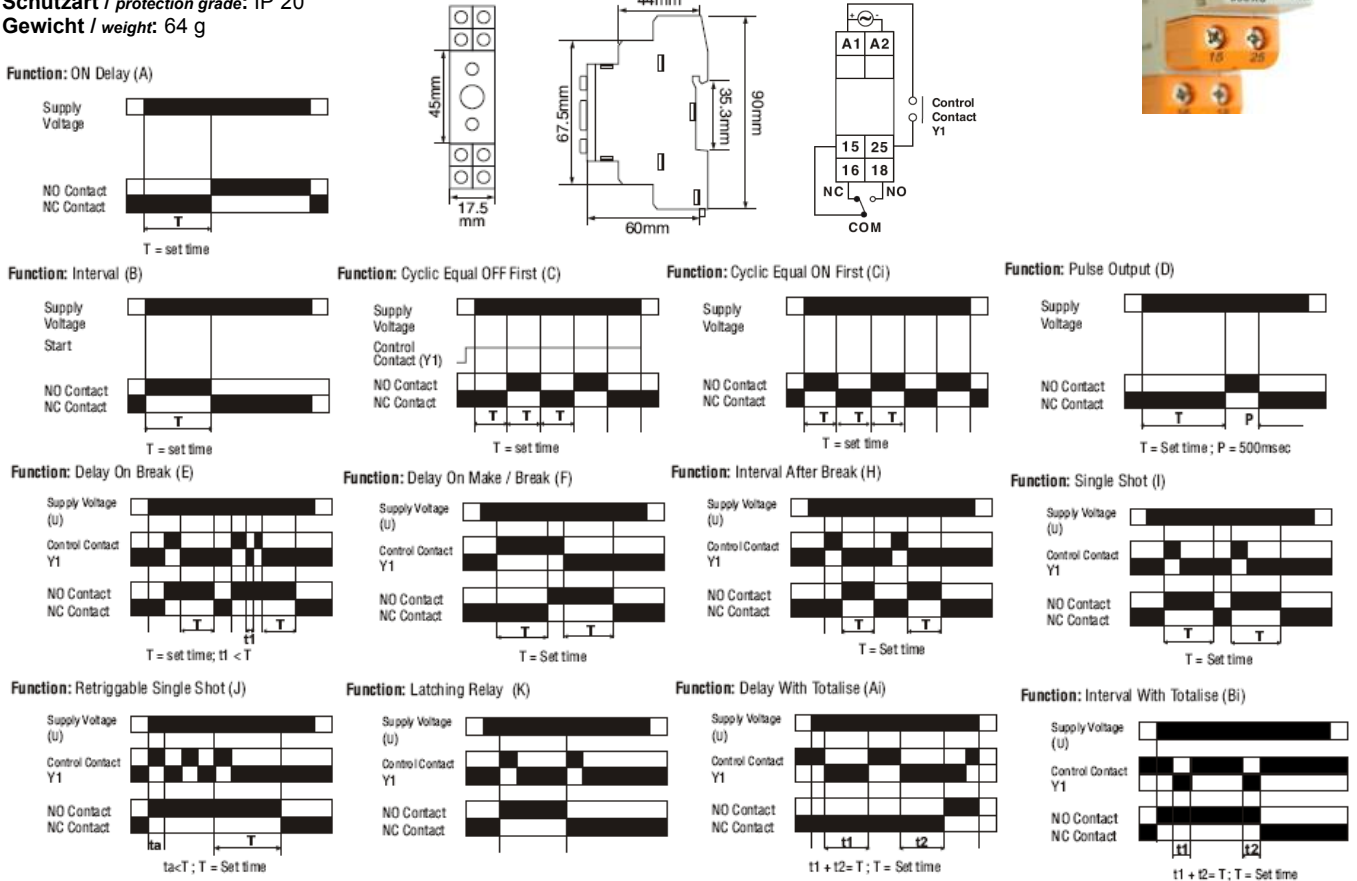 Schutzart / protection grade: IP 20
Gewicht / weight: 64 g
Function: ON Delay (A)
Supply
Voltage
NO Contact
NC Contact
T
T = set time
45mm
17.5
mm
44mm
67.5mm
35.3mm
90mm
60mm
+ -
A1 A2
Control
Contact
Y1
15 25
16 18
NC NO
COM
15 25
Function: Interval (B)
Supply
Voltage
Start
NO Contact
NC Contact
T
T = set time
Function: Cyclic Equal OFF First (C)
Supply
Voltage
Control
Contact (Y1)
NO Contact
NC Contact
T T T
T = set time
Function: Cyclic Equal ON First (Ci)
Supply
Voltage
NO Contact
NC Contact
T T T
T = set time
Function: Pulse Output (D)
Supply
Voltage
NO Contact
NC Contact
T P
T = Set time ; P = 500msec
Function: Delay On Break (E)
Supply Voltage
(U)
Control Contact
Y1
NO Contact
NC Contact
T t1 T
T = set time; t1 < T
Function: Delay On Make / Break (F)
Supply Voltage
(U)
Control Contact
Y1
NO Contact
NC Contact
T T
T = Set time
Function: Interval After Break (H)
Supply Voltage
(U)
Control Contact
Y1
NO Contact
NC Contact
T T
T = Set time
Function: Single Shot (I)
Supply Voltage
(U)
Control Contact
Y1
NO Contact
NC Contact
T T
T = Set time
Function: Retriggable Single Shot (J)
Supply Voltage
(U)
Control Contact
Y1
NO Contact
NC Contact
ta T
ta<T ; T = Set time
Function: Latching Relay (K)
Supply Voltage
(U)
Control Contact
Y1
NO Contact
NC Contact
Function: Delay With Totalise (Ai)
Supply Voltage
(U)
Control Contact
Y1
NO Contact
NC Contact
t1 t2
t1 + t2= T ; T = Set time
Function: Interval With Totalise (Bi)
Supply Voltage
(U)
Control Contact
Y1
NO Contact
NC Contact
t1 t2
t1 + t2= T ; T = Set time